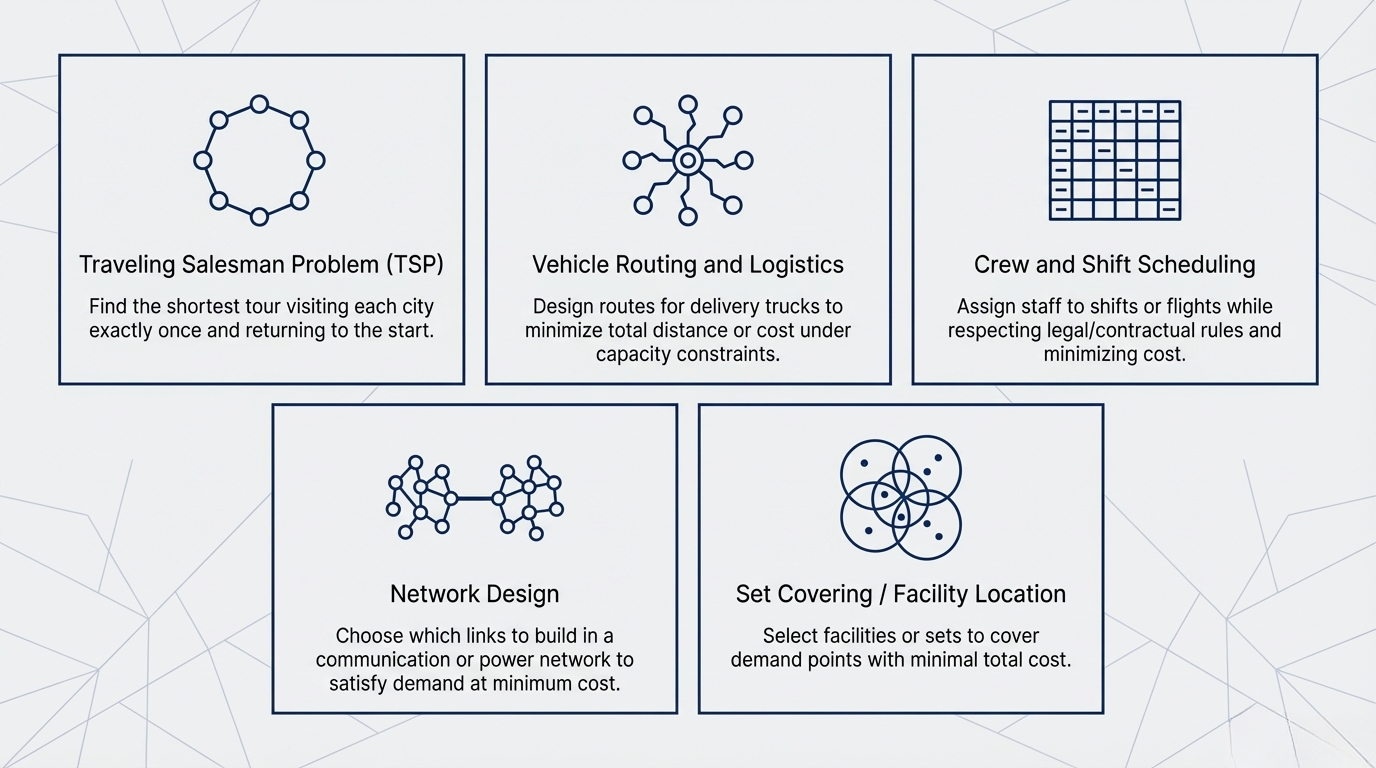 Traveling Salesman Problem (TSP)
Find the shortest tour visiting each city
exactly once and returning to the start.
Vehicle Routing and Logistics
Design routes for delivery trucks to
minimize total distance or cost under
capacity constraints.
Crew and Shift Scheduling
Assign staff to shifts or flights while
respecting legal/contractual rules and
minimizing cost.
Network Design
Choose which links to build in a
communication or power network to
satisfy demand at minimum cost.
Set Covering / Facility Location
Select facilities or sets to cover
demand points with minimal total cost.